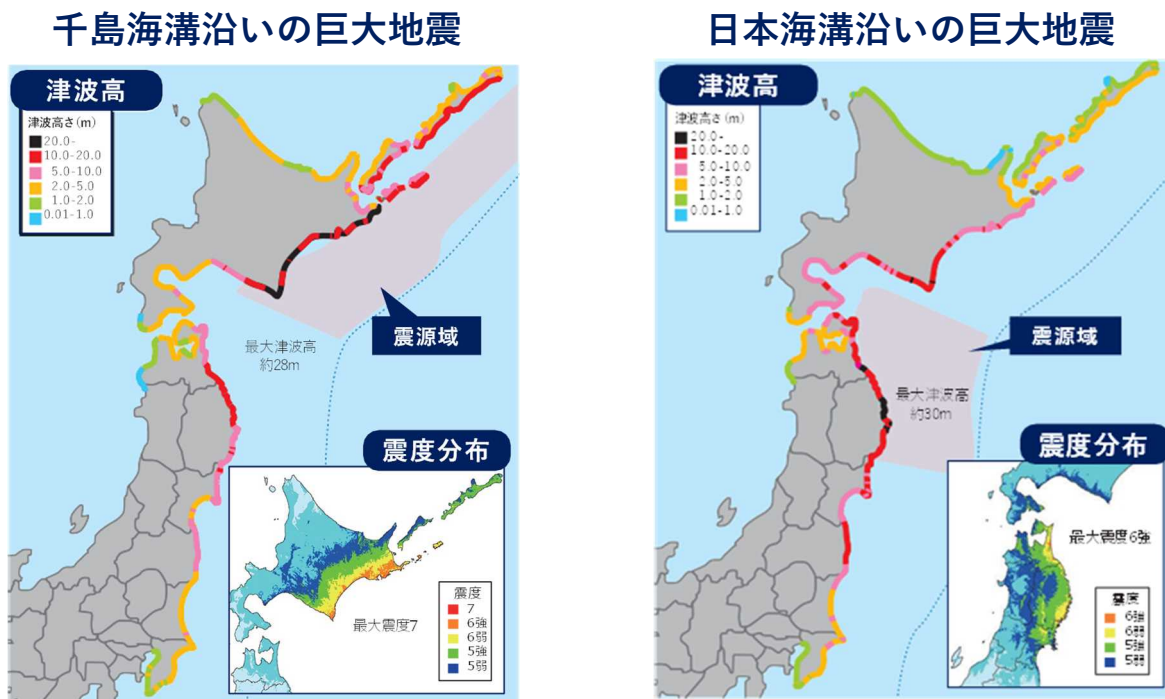 千島海溝沿いの巨大地震
津波高
津波高さ(m)
20.0-
10.0-20.0
5.0-10.0
2.0-5.0
1.0-2.0
0.01-1.0
震源域
最大津波高
約28m
震度分布
最大震度7
震度
7
6強
6弱
5強
5弱
日本海溝沿いの巨大地震
津波高
津波高さ(m)
20.0-
10.0-20.0
5.0-10.0
2.0-5.0
1.0-2.0
0.01-1.0
震源域
最大津波高
約30m
震度分布
最大震度6強
震度
6強
6弱
5強
5弱